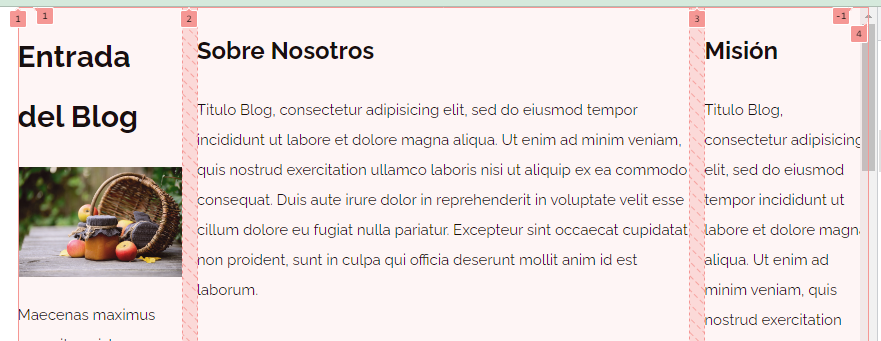 1
1
2
3
-1
4
Entrada
del Blog
Maecenas maximus
Sobre Nosotros
Titulo Blog, consectetur adipisicing elit, sed do eiusmod tempor
incididunt ut labore et dolore magna aliqua. Ut enim ad minim veniam,
quis nostrud exercitation ullamco laboris nisi ut aliquip ex ea commodo
consequat. Duis aute irure dolor in reprehenderit in voluptate velit esse
cillum dolore eu fugiat nulla pariatur. Excepteur sint occaecat cupidatat
non proident, sunt in culpa qui officia deserunt mollit anim id est
laborum.
Misión
Titulo Blog,
consectetur adipisicing
elit, sed do eiusmod
tempor incididunt ut
labore et dolore magna
aliqua. Ut enim ad
minim veniam, quis
nostrud exercitation